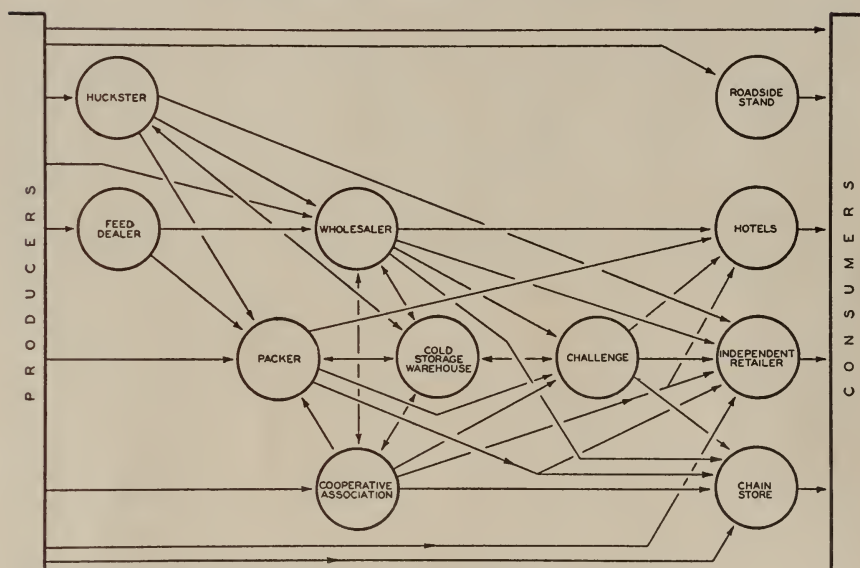 PRODUCERS
HUCKSTER
ROADSIDE
STAND
FEED
DEALER
WHOLESALER
HOTELS
PACKER
COLD
STORAGE
WAREHOUSE
CHALLENGE
INDEPENDENT
RETAILER
COOPERATIVE
ASSOCIATION
CHAIN
STORE
CONSUMERS